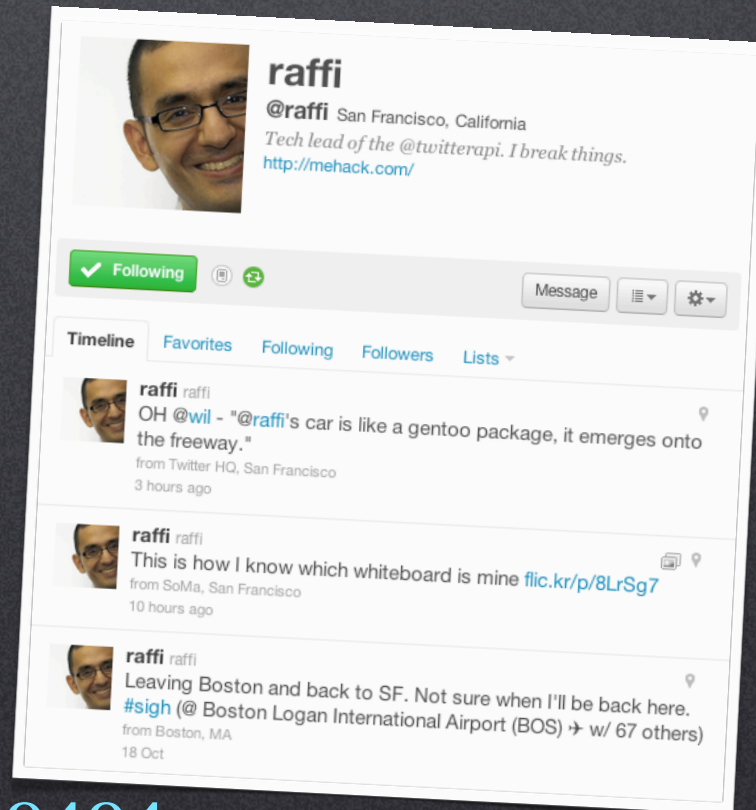 raffi
@raffi San Francisco, California
Tech lead of the @twitterapi. I break things.
http://mehack.com/
Following
Message
Timeline Favorites Following Followers Lists
raffi raffi
OH @wil - "@raffi's car is like a gentoo package, it emerges onto
the freeway."
from Twitter HQ, San Francisco
3 hours ago
raffi raffi
This is how I know which whiteboard is mine flic.kr/p/8LrSg7
from SoMa, San Francisco
10 hours ago
raffi raffi
Leaving Boston and back to SF. Not sure when I'll be back here.
#sigh (@ Boston Logan International Airport (BOS) ✈ w/ 67 others)
from Boston, MA
18 Oct